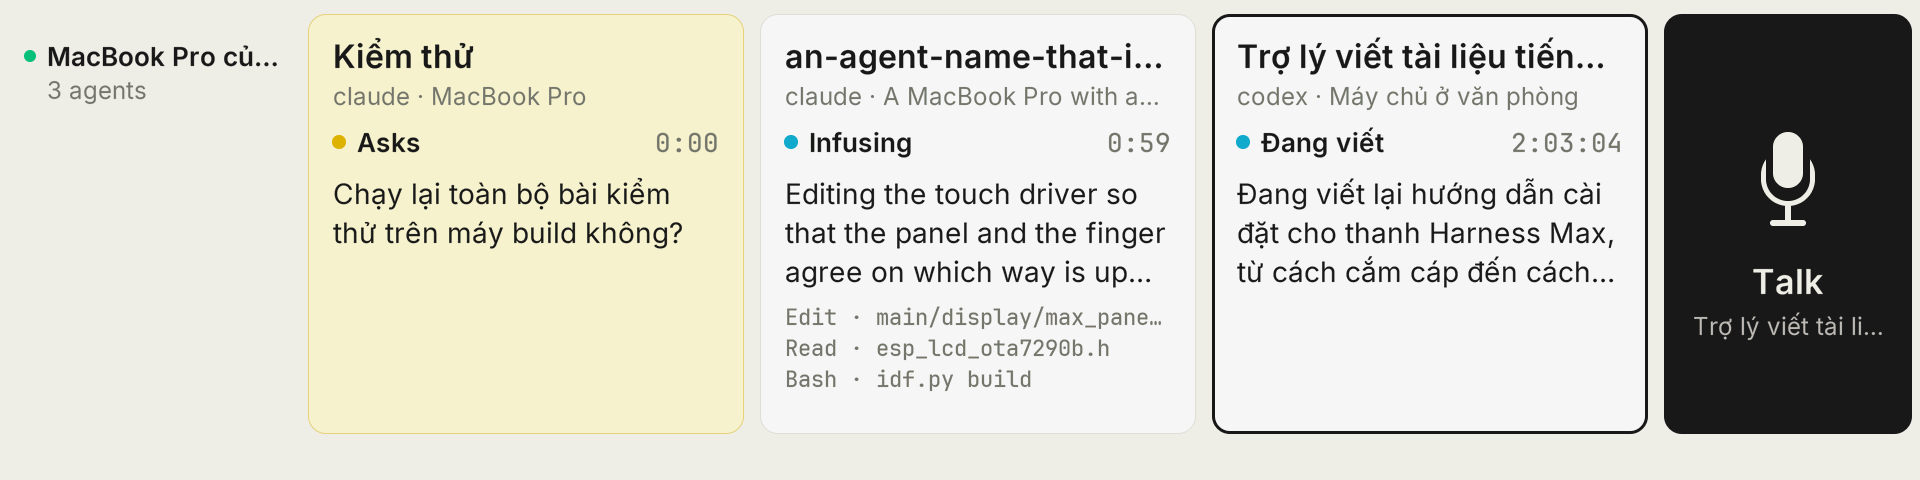 MacBook Pro củ...
3 agents
Kiểm thử
claude · MacBook Pro
Asks
0:00
Chạy lại toàn bộ bài kiểm
thử trên máy build không?
an-agent-name-that-i...
claude · A MacBook Pro with a...
Infusing
0:59
Editing the touch driver so
that the panel and the finger
agree on which way is up...
Edit · main/display/max_pane…
Read · esp_lcd_ota7290b.h
Bash · idf.py build
Trợ lý viết tài liệu tiến...
codex · Máy chủ ở văn phòng
Đang viết
2:03:04
Đang viết lại hướng dẫn cài
đặt cho thanh Harness Max,
từ cách cắm cáp đến cách...
Talk
Trợ lý viết tài li...